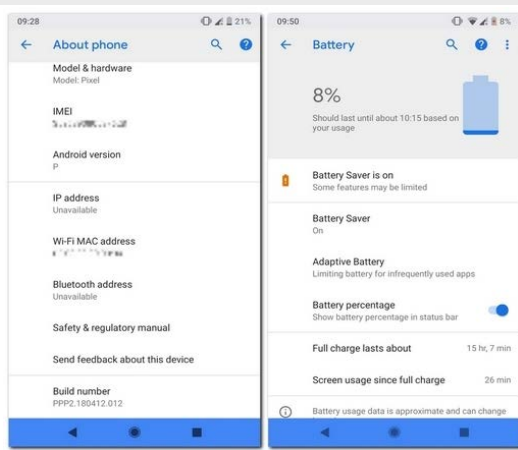 09:28
21%
About phone
Model & hardware
Model: Pixel
IMEI
Android version
P
IP address
Unavailable
Wi-Fi MAC address
Bluetooth address
Unavailable
Safety & regulatory manual
Send feedback about this device
Build number
PPP2.180412.012
09:50
8%
Battery
8%
Should last until about 10:15 based on
your usage
Battery Saver is on
Some features may be limited
Battery Saver
On
Adaptive Battery
Limiting battery for infrequently used apps
Battery percentage
Show battery percentage in status bar
Full charge lasts about 15 hr, 7 min
Screen usage since full charge 26 min
Battery usage data is approximate and can change